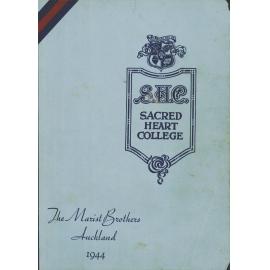 S.H.C.
SACRED
HEART
COLLEGE
The Marist Brothers
Auckland
1944